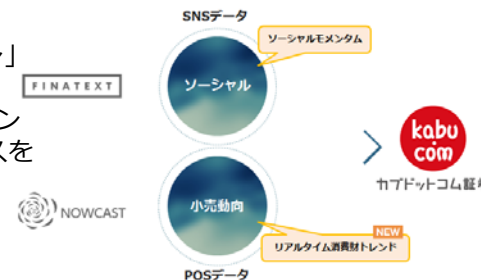 SNSデータ
ソーシャルモメンタム
」
FINATEXT
ソーシャル
ン
スを
kabu
.com
カブドットコム証
NOWCAST
小売動向
NEW
リアルタイム消費財トレンド
POSデータ